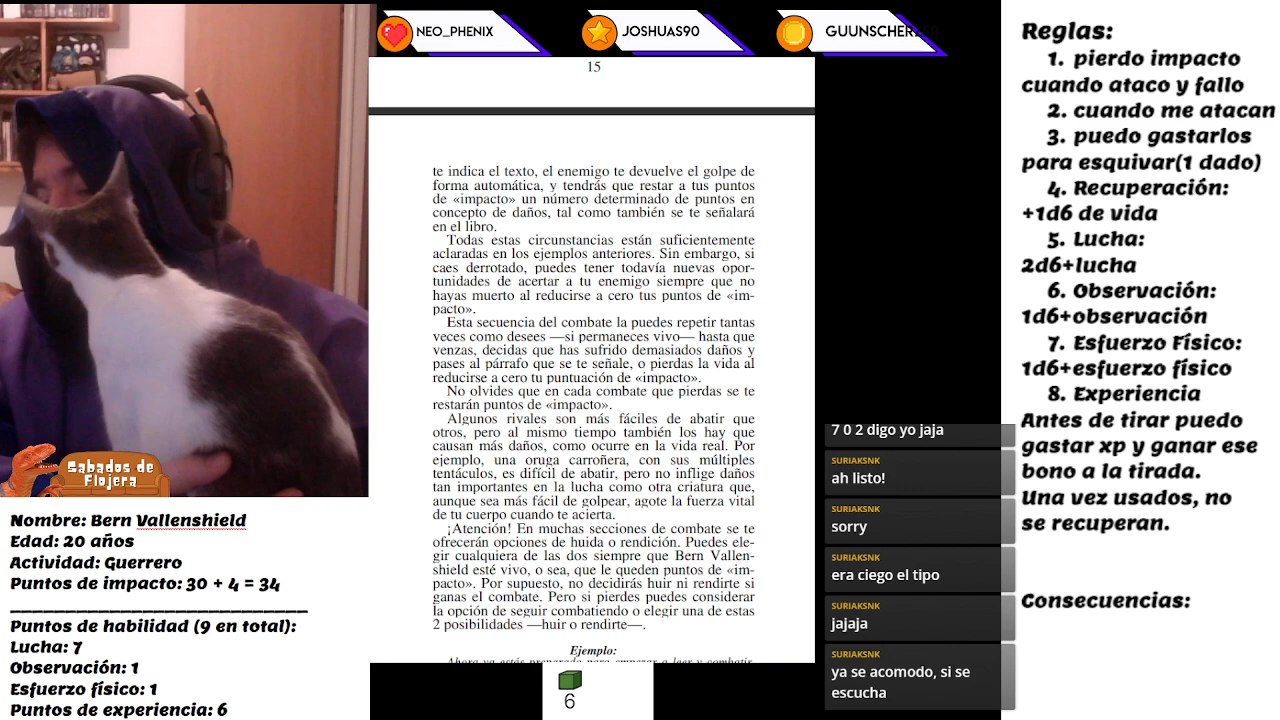 NEO_PHENIX
JOSHUAS90
GUUNSCHER
15
te indica el texto, el enemigo te devuelve el golpe de
forma automática, y tendrás que restar a tus puntos
de «impacto» un número determinado de puntos en
concepto de daños, tal como también se te señalará
en el libro.
Todas estas circunstancias están suficientemente
aclaradas en los ejemplos anteriores. Sin embargo, si
caes derrotado, puedes tener todavía nuevas opor-
tunidades de acertar a tu enemigo siempre que no
hayas muerto al reducirse a cero tus puntos de «im-
pacto».
Esta secuencia del combate la puedes repetir tantas
veces como desees —si permaneces vivo— hasta que
venzas, decidas que has sufrido demasiados daños y
pases al párrafo que se te señale, o pierdas la vida al
reducirse a cero tu puntuación de «impacto».
No olvides que en cada combate que pierdas se te
restarán puntos de «impacto».
Algunos rivales son más fáciles de abatir que
otros, pero al mismo tiempo también los hay que
causan más daños, como ocurre en la vida real. Por
ejemplo, una oruga carroñera, con sus múltiples
tentáculos, es difícil de abatir, pero no inflige daños
tan importantes en la lucha como otra criatura que,
aunque sea más fácil de golpear, agote la fuerza vital
de tu cuerpo cuando te acierta.
¡Atención! En muchas secciones de combate se te
ofrecerán opciones de huida o rendición. Puedes ele-
gir cualquiera de las dos siempre que Bern Vallen-
shield esté vivo, o sea, que le queden puntos de «im-
pacto». Por supuesto, no decidirás huir ni rendirte si
ganas el combate. Pero si pierdes puedes considerar
la opción de seguir combatiendo o elegir una de estas
2 posibilidades —huir o rendirte—.
Ejemplo:
Ahora ya estás preparado para empezar a leer y combatir
6
Sabados de
Flojera
Nombre: Bern Vallenshield
Edad: 20 años
Actividad: Guerrero
Puntos de impacto: 30 + 4 = 34
Puntos de habilidad (9 en total):
Lucha: 7
Observación: 1
Esfuerzo físico: 1
Puntos de experiencia: 6
7 0 2 digo yo jaja
SURIAKSNK
ah listo!
SURIAKSNK
sorry
SURIAKSNK
era ciego el tipo
SURIAKSNK
jajaja
SURIAKSNK
ya se acomodo, si se
escucha
Reglas:
1. pierdo impacto
cuando ataco y fallo
2. cuando me atacan
3. puedo gastarlos
para esquivar(1 dado)
4. Recuperación:
+1d6 de vida
5. Lucha:
2d6+lucha
6. Observación:
1d6+observación
7. Esfuerzo Físico:
1d6+esfuerzo físico
8. Experiencia
Antes de tirar puedo
gastar xp y ganar ese
bono a la tirada.
Una vez usados, no
se recuperan.
Consecuencias: